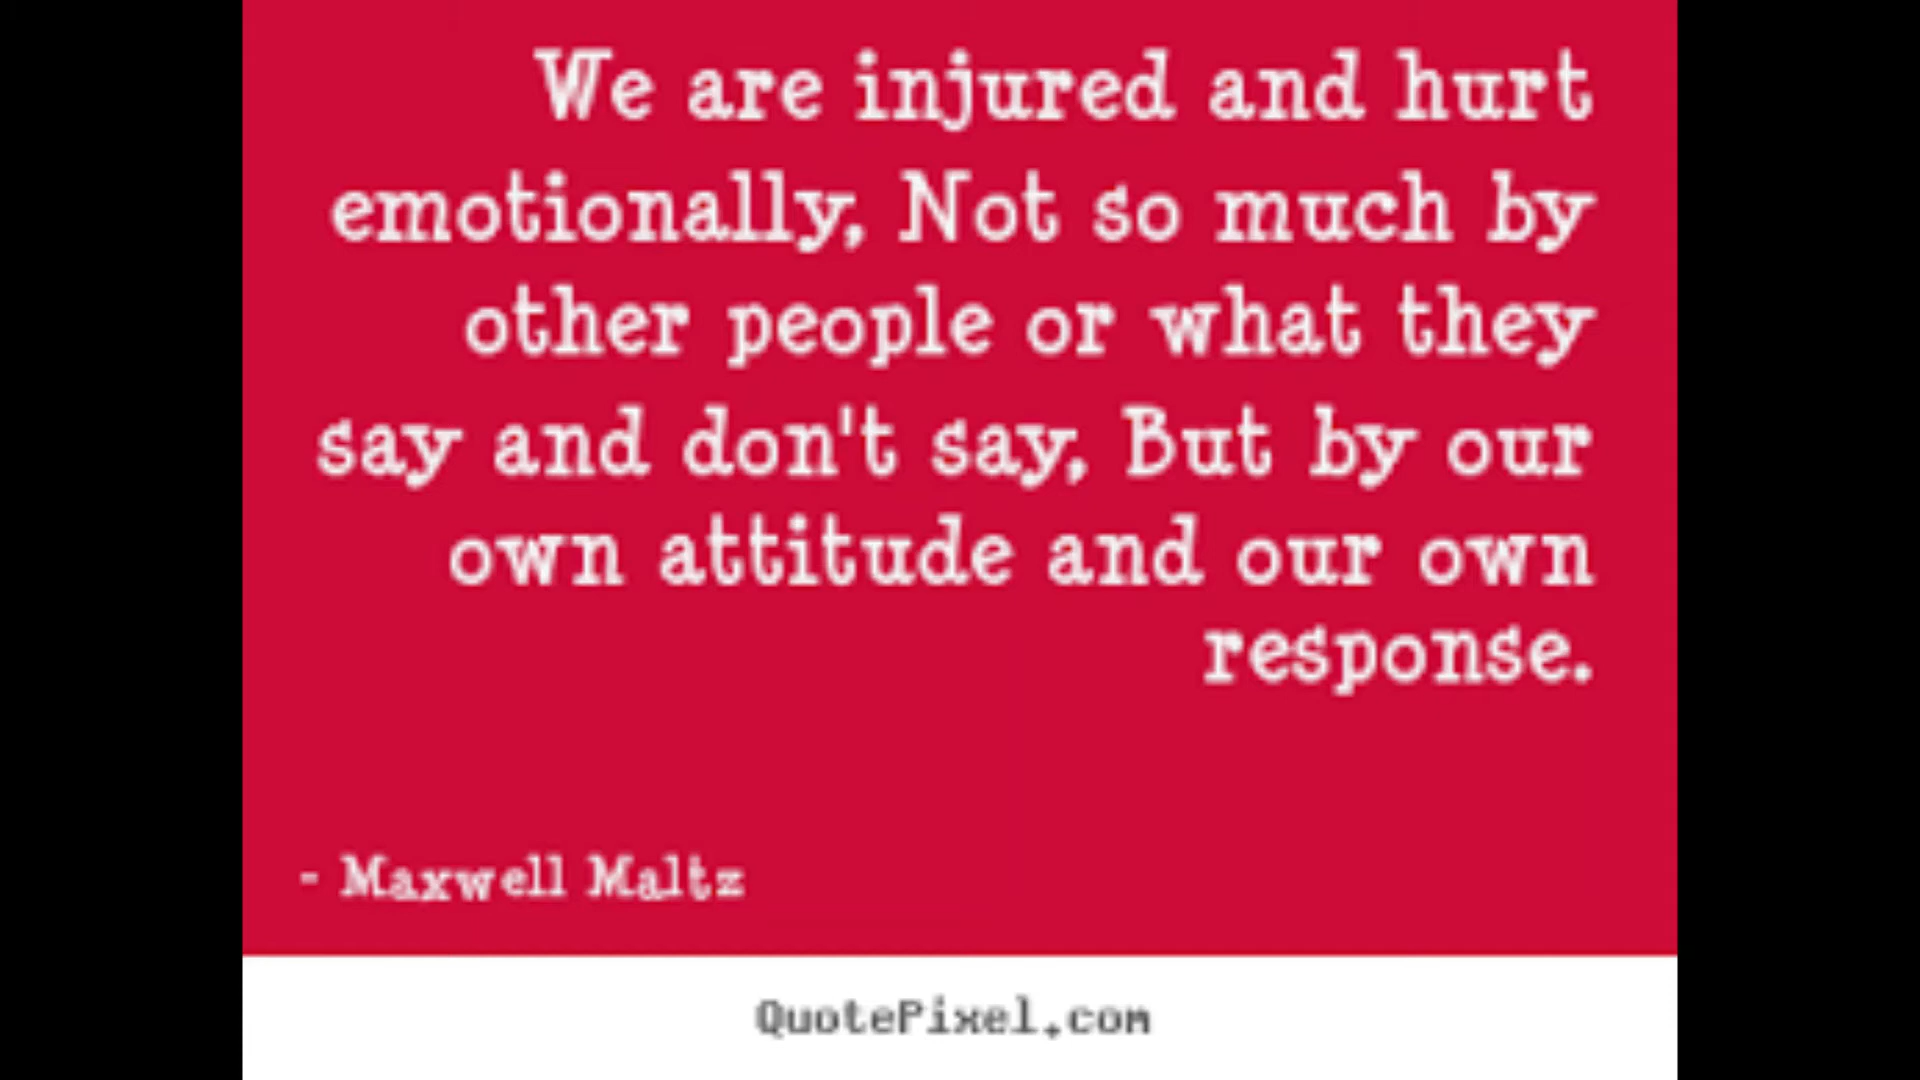 We are injured and hurt
emotionally, Not so much by
other people or what they
say and don't say, But by our
own attitude and our own
response.
- Maxwell Maltz
QuotePixel.com